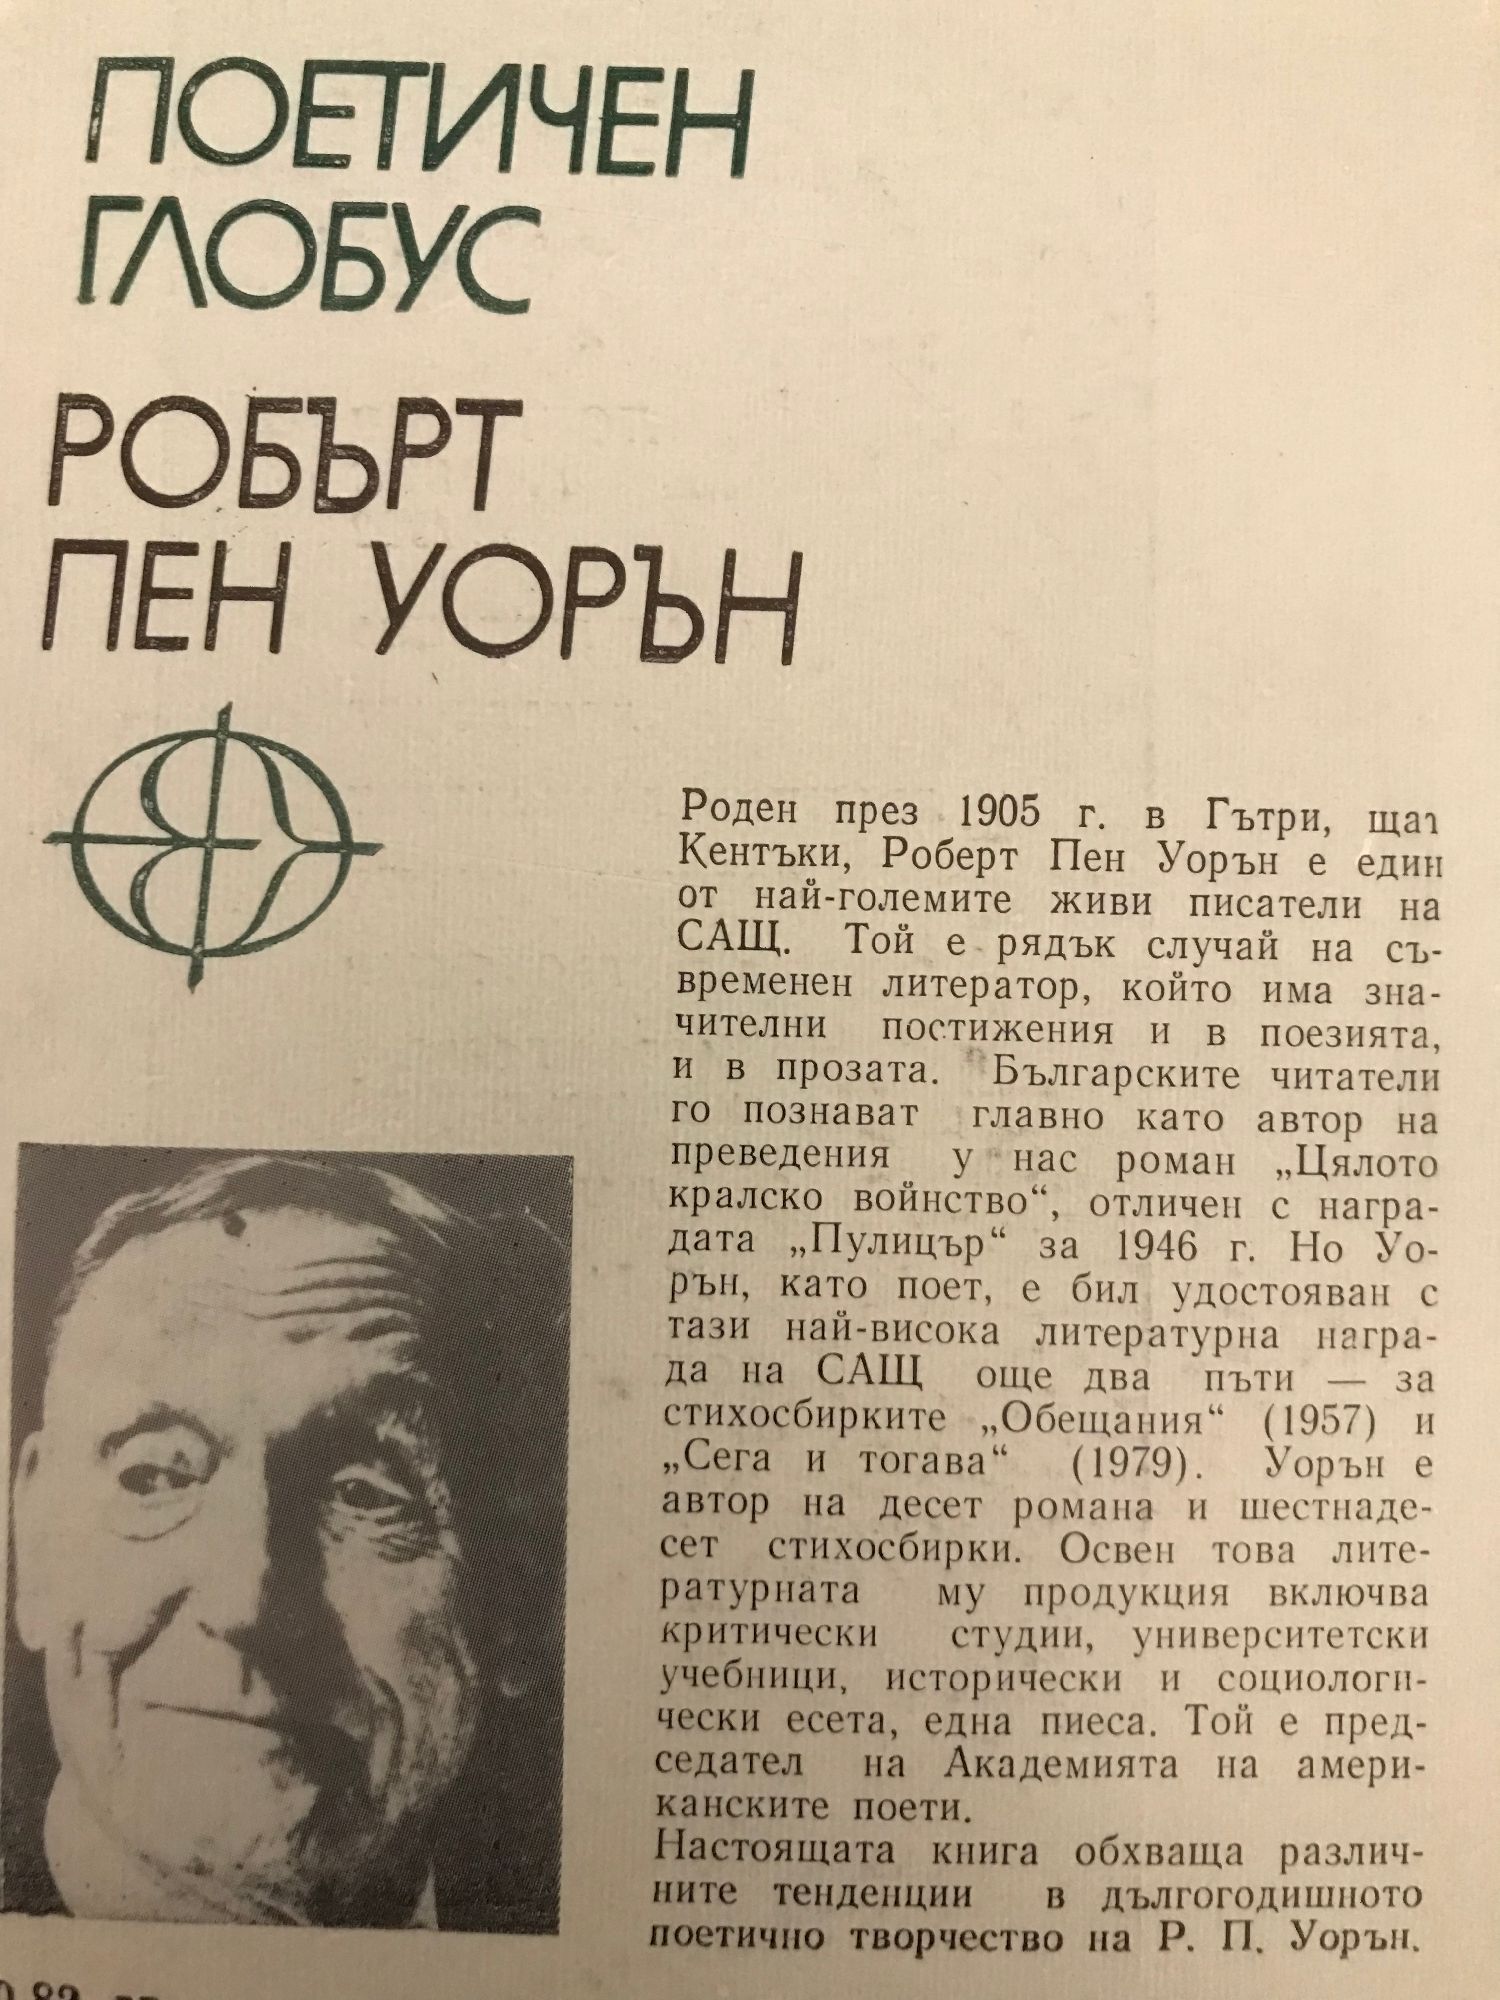 ПОЕТИЧЕН
ГЛОБУС
РОБЪРТ
ПЕН УОРЪН
Роден през 1905 г. в Гътри, щат
Кентъки, Роберт Пен Уорън е един
от най-големите живи писатели на
САЩ. Той е рядък случай на съ-
временен литератор, който има зна-
чителни постижения и в поезията,
и в прозата. Българските читатели
го познават главно като автор на
преведения у нас роман „Цялото
кралско войнство“, отличен с награ-
дата „Пулицър“ за 1946 г. Но Уо-
рън, като поет, е бил удостояван с
тази най-висока литературна награ-
да на САЩ още два пъти — за
стихосбирките „Обещания“ (1957) и
„Сега и тогава“ (1979). Уорън е
автор на десет романа и шестнаде-
сет стихосбирки. Освен това лите-
ратурната му продукция включва
критически студии, университетски
учебници, исторически и социологи-
чески есета, една пиеса. Той е пред-
седател на Академията на амери-
канските поети.
Настоящата книга обхваща различ-
ните тенденции в дългогодишното
поетично творчество на Р. П. Уорън.